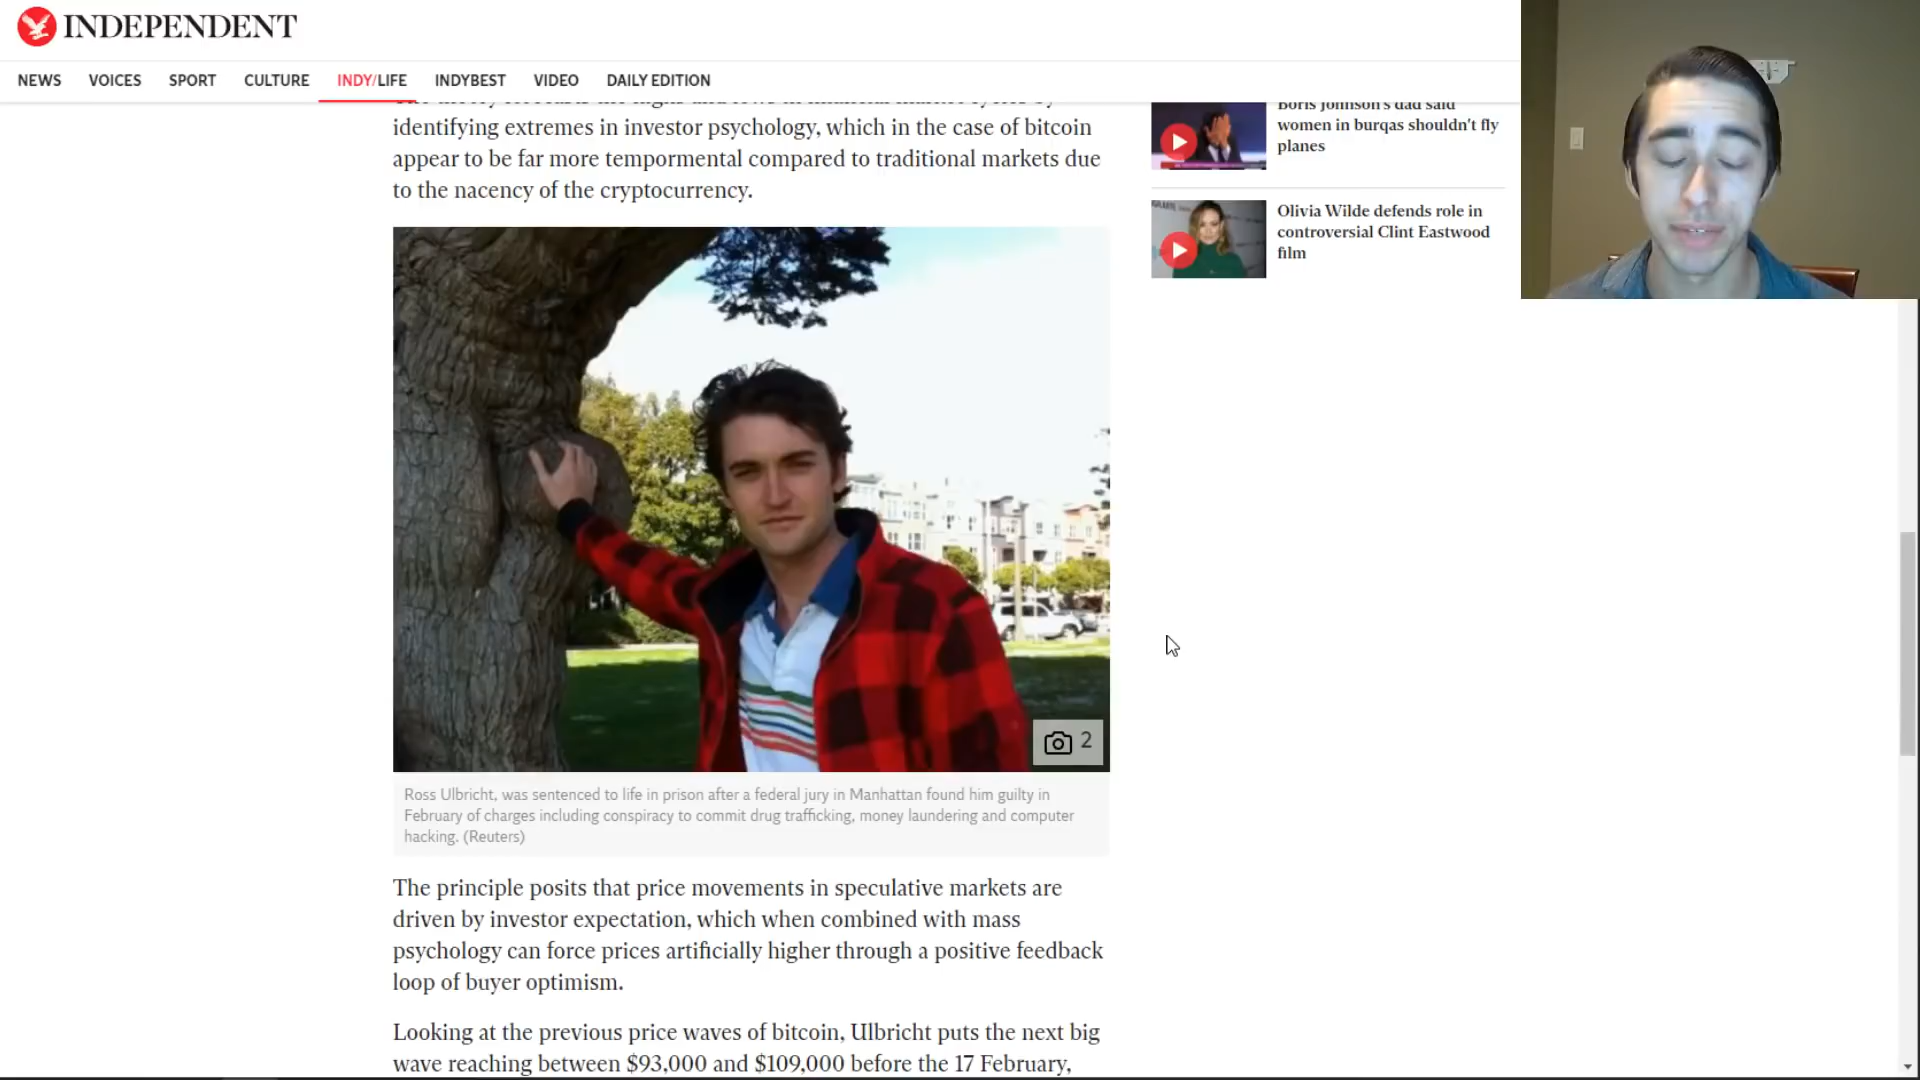 INDEPENDENT
NEWS VOICES SPORT CULTURE INDY/LIFE INDYBEST VIDEO DAILY EDITION
identifying extremes in investor psychology, which in the case of bitcoin
appear to be far more tempormental compared to traditional markets due
to the nacency of the cryptocurrency.
2
Ross Ulbricht, was sentenced to life in prison after a federal jury in Manhattan found him guilty in
February of charges including conspiracy to commit drug trafficking, money laundering and computer
hacking. (Reuters)
The principle posits that price movements in speculative markets are
driven by investor expectation, which when combined with mass
psychology can force prices artificially higher through a positive feedback
loop of buyer optimism.
Looking at the previous price waves of bitcoin, Ulbricht puts the next big
wave reaching between $93,000 and $109,000 before the 17 February,
Boris Johnson's dad said
women in burqas shouldn't fly
planes
Olivia Wilde defends role in
controversial Clint Eastwood
film